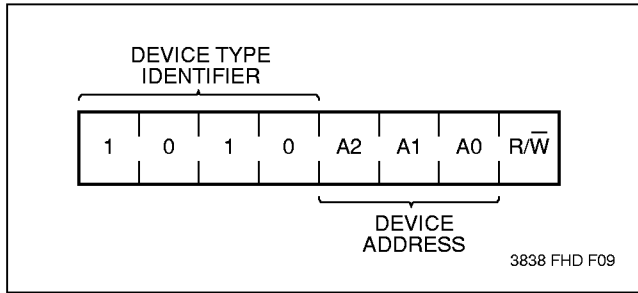 DEVICE TYPE
IDENTIFIER
1 0 1 0 A2 A1 A0 R/W̅
DEVICE
ADDRESS
3838 FHD F09